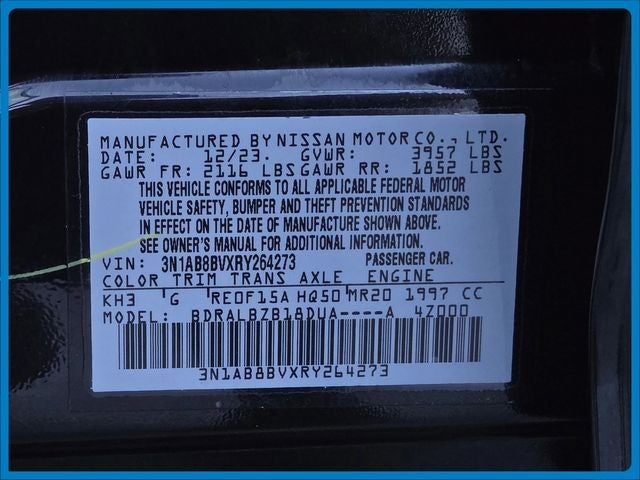 MANUFACTURED BY NISSAN MOTOR CO., LTD.
DATE: 12/23. GVWR: 3957 LBS
GAWR FR: 2116 LBS GAWR RR: 1852 LBS
THIS VEHICLE CONFORMS TO ALL APPLICABLE FEDERAL MOTOR
VEHICLE SAFETY, BUMPER AND THEFT PREVENTION STANDARDS
IN EFFECT ON THE DATE OF MANUFACTURE SHOWN ABOVE.
SEE OWNER'S MANUAL FOR ADDITIONAL INFORMATION.
VIN: 3N1AB8BVXRY264273 PASSENGER CAR.
COLOR TRIM TRANS AXLE ENGINE
KH3 G RE0F15A HQ50 MR20 1997 CC
MODEL: BDRALBZB18DUA----A 4Z000
3N1AB8BVXRY264273